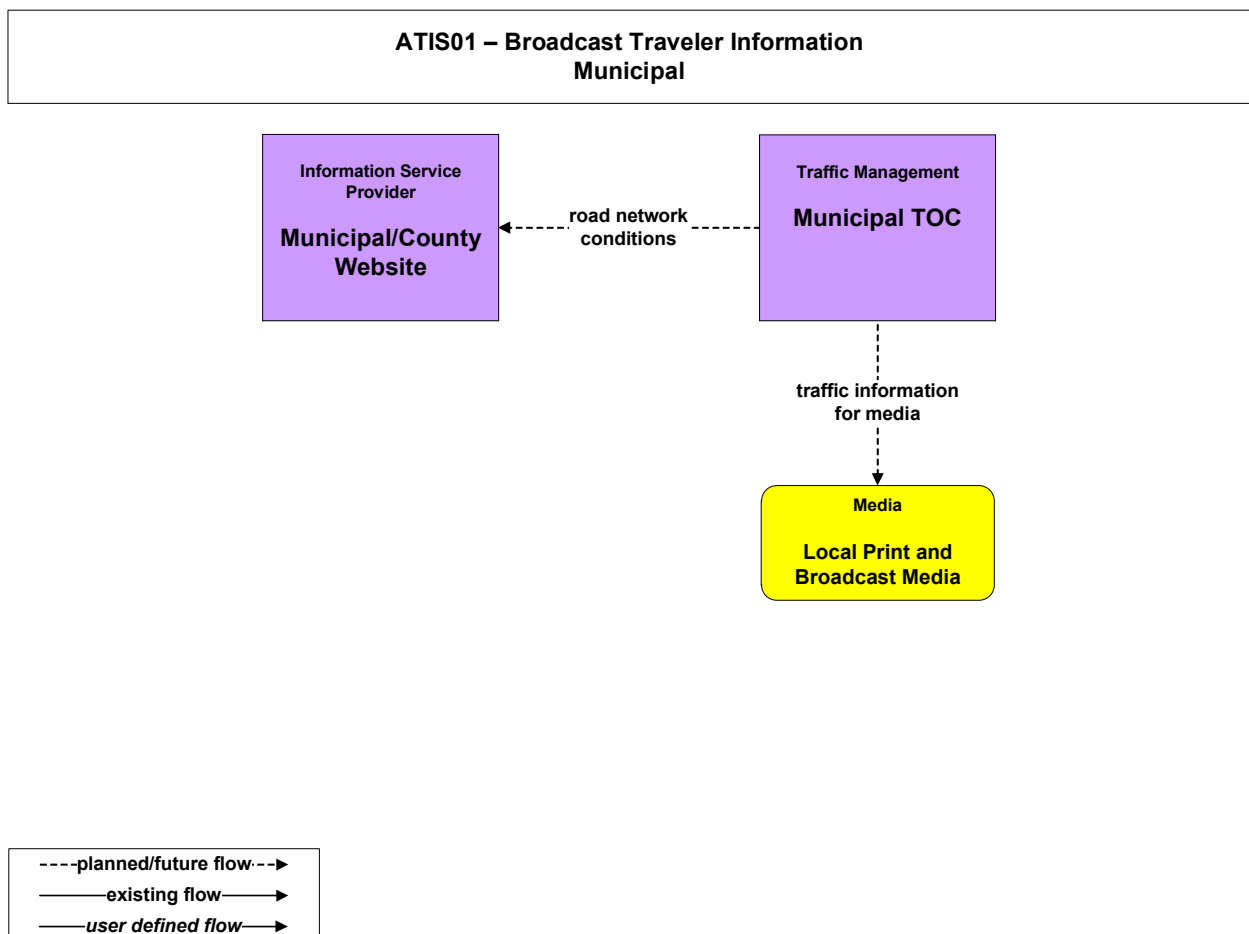 ATIS01 – Broadcast Traveler Information
Municipal
Information Service
Provider
Municipal/County
Website
road network
conditions
Traffic Management
Municipal TOC
traffic information
for media
Media
Local Print and
Broadcast Media
planned/future flow
existing flow
user defined flow